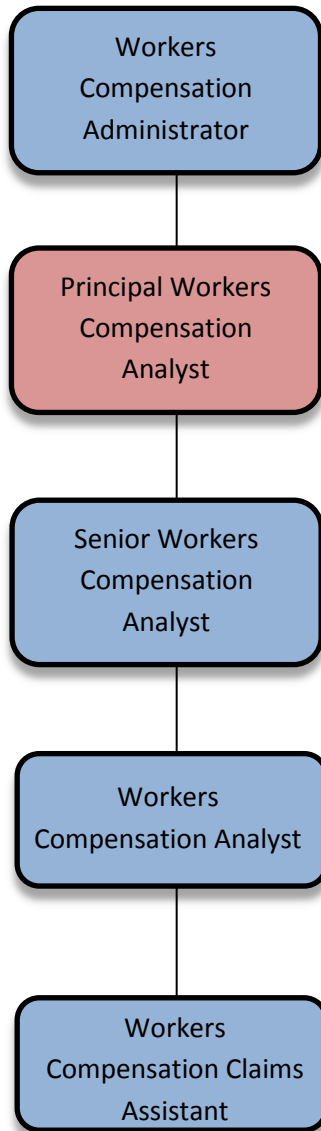 Workers
Compensation
Administrator
Principal Workers
Compensation
Analyst
Senior Workers
Compensation
Analyst
Workers
Compensation Analyst
Workers
Compensation Claims
Assistant